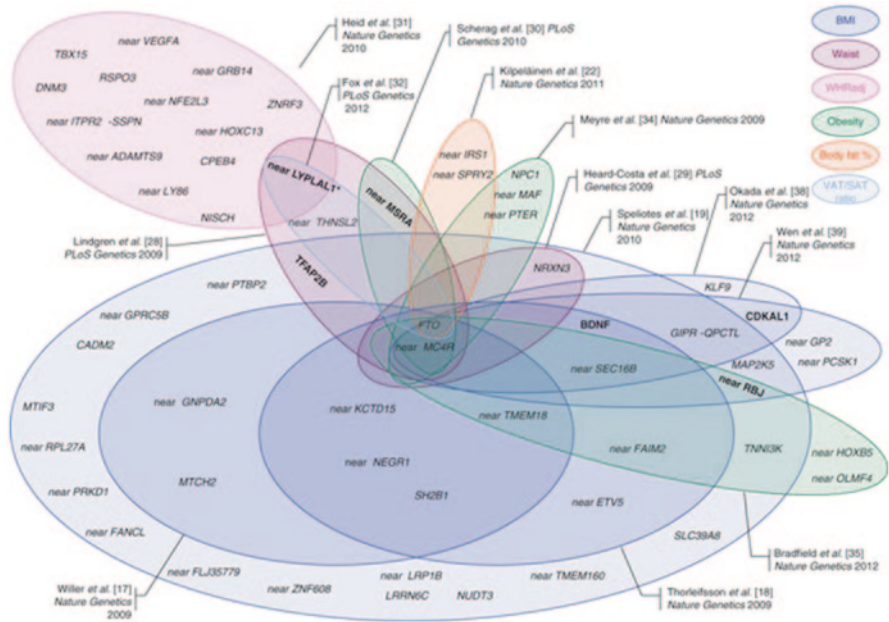 Heid et al. [31]
Nature Genetics
2010
Scherag et al. [30] PLoS
Genetics 2010
BMI
near VEGFA
TBX15
Fox et al. [32]
PLoS Genetics
2012
Kilpeläinen et al. [22]
Nature Genetics
2011
Waist
near GRB14
RSPO3
DNM3
WHRadj
near NFE2L3
ZNRF3
near ITPR2 -SSPN
near HOXC13
Meyre et al. [34] Nature Genetics 2009
Obesity
near ADAMTS9
CPEB4
near IRS1
Body fat %
near LY86
near LYPLAL1*
near SPRY2
NPC1
near MAF
Heard-Costa et al. [29] PLoS
Genetics 2009
Okada et al. [38]
Nature Genetics
2012
VAT/SAT
ratio
NISCH
near MSRA
near PTER
near THNSL2
Speliotes et al. [19]
Nature Genetics
2010
Wen et al. [39]
Nature Genetics
2012
Lindgren et al. [28]
PLoS Genetics
2009
TFAP2B
NRXN3
near PTBP2
KLF9
near GPRC5B
FTO
BDNF
CDKAL1
CADM2
near MC4R
GIPR -QPCTL
near GP2
near SEC16B
MAP2K5
near PCSK1
near RBJ
MTIF3
near GNPDA2
near KCTD15
near TMEM18
near RPL27A
near NEGR1
near FAIM2
TNNI3K
near HOXB5
near PRKD1
MTCH2
SH2B1
near OLMF4
near ETV5
near FANCL
SLC39A8
Bradfield et al. [35]
Nature Genetics
2012
near FLJ35779
near LRP1B
near TMEM160
Willer et al. [17]
Nature Genetics
2009
near ZNF608
LRRN6C
NUDT3
Thorleifsson et al. [18]
Nature Genetics
2009